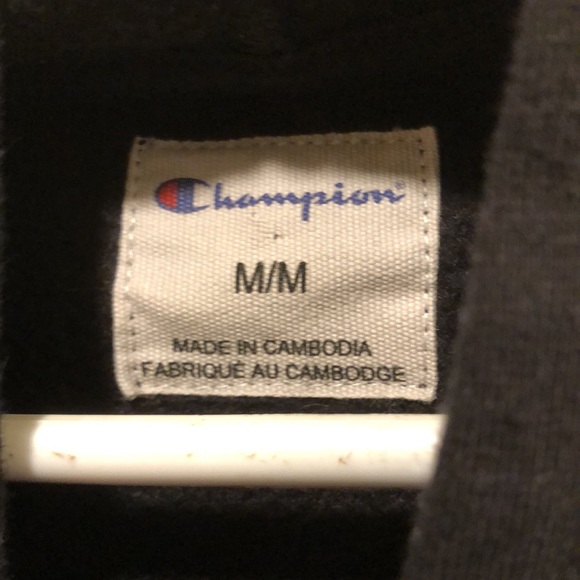 Champion®
M/M
MADE IN CAMBODIA
FABRIQUÉ AU CAMBODGE